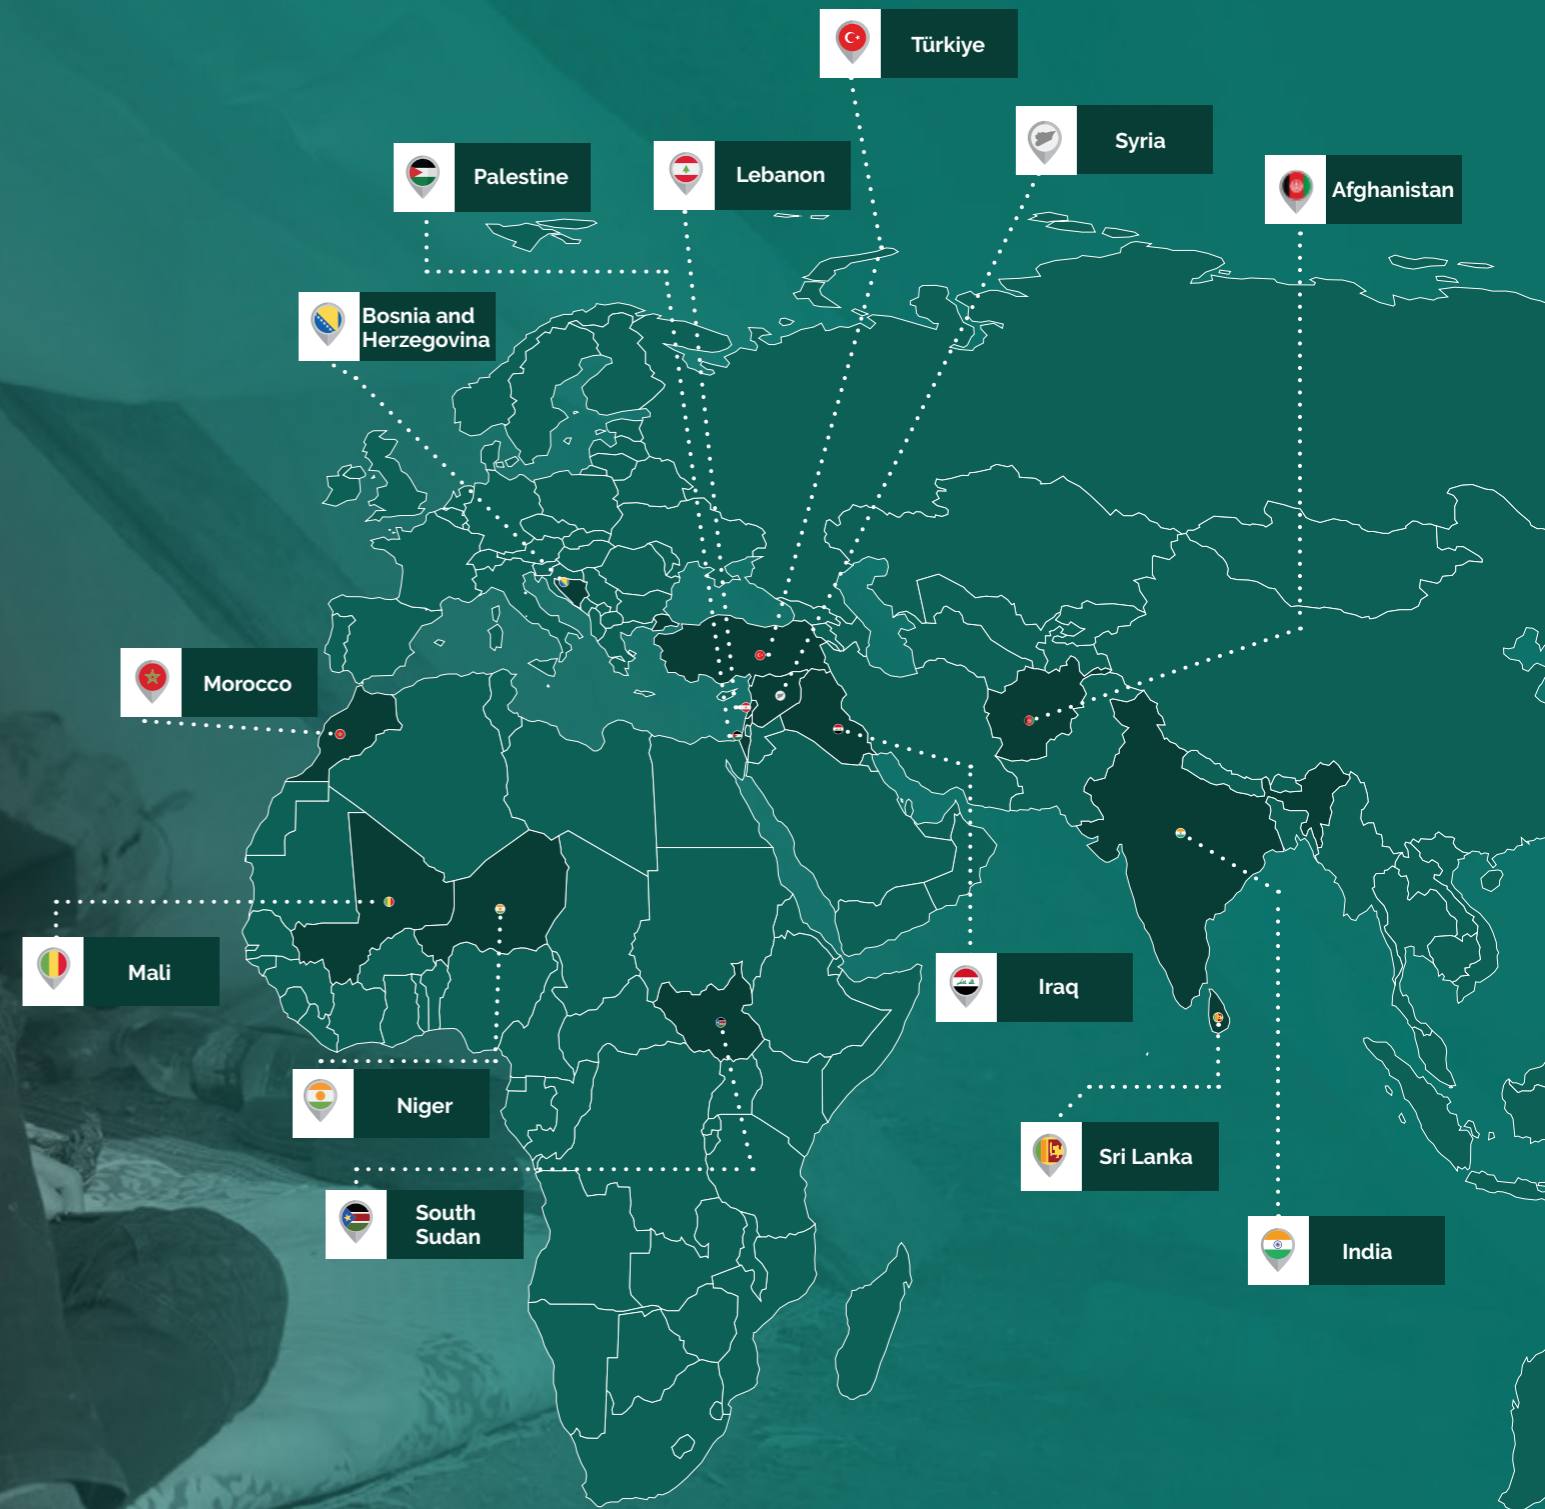 Türkiye
Syria
Palestine
Lebanon
Afghanistan
Bosnia and
Herzegovina
Morocco
Mali
Iraq
Niger
Sri Lanka
South
Sudan
India